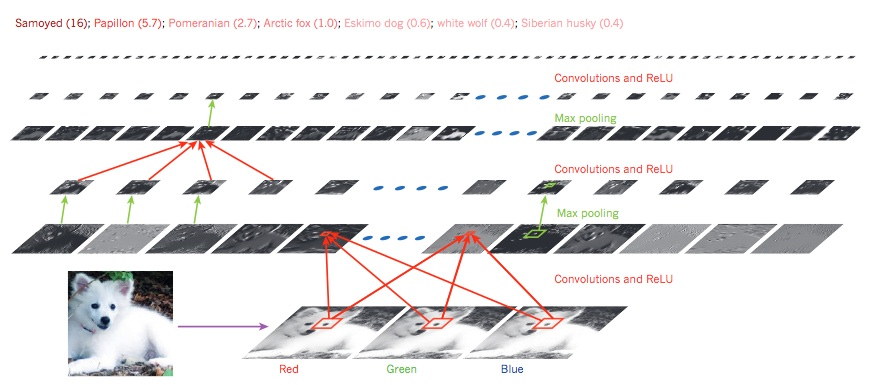 Samoyed (16); Papillon (5.7); Pomeranian (2.7); Arctic fox (1.0); Eskimo dog (0.6); white wolf (0.4); Siberian husky (0.4)
Convolutions and ReLU
Max pooling
Convolutions and ReLU
Max pooling
Convolutions and ReLU
Red Green Blue